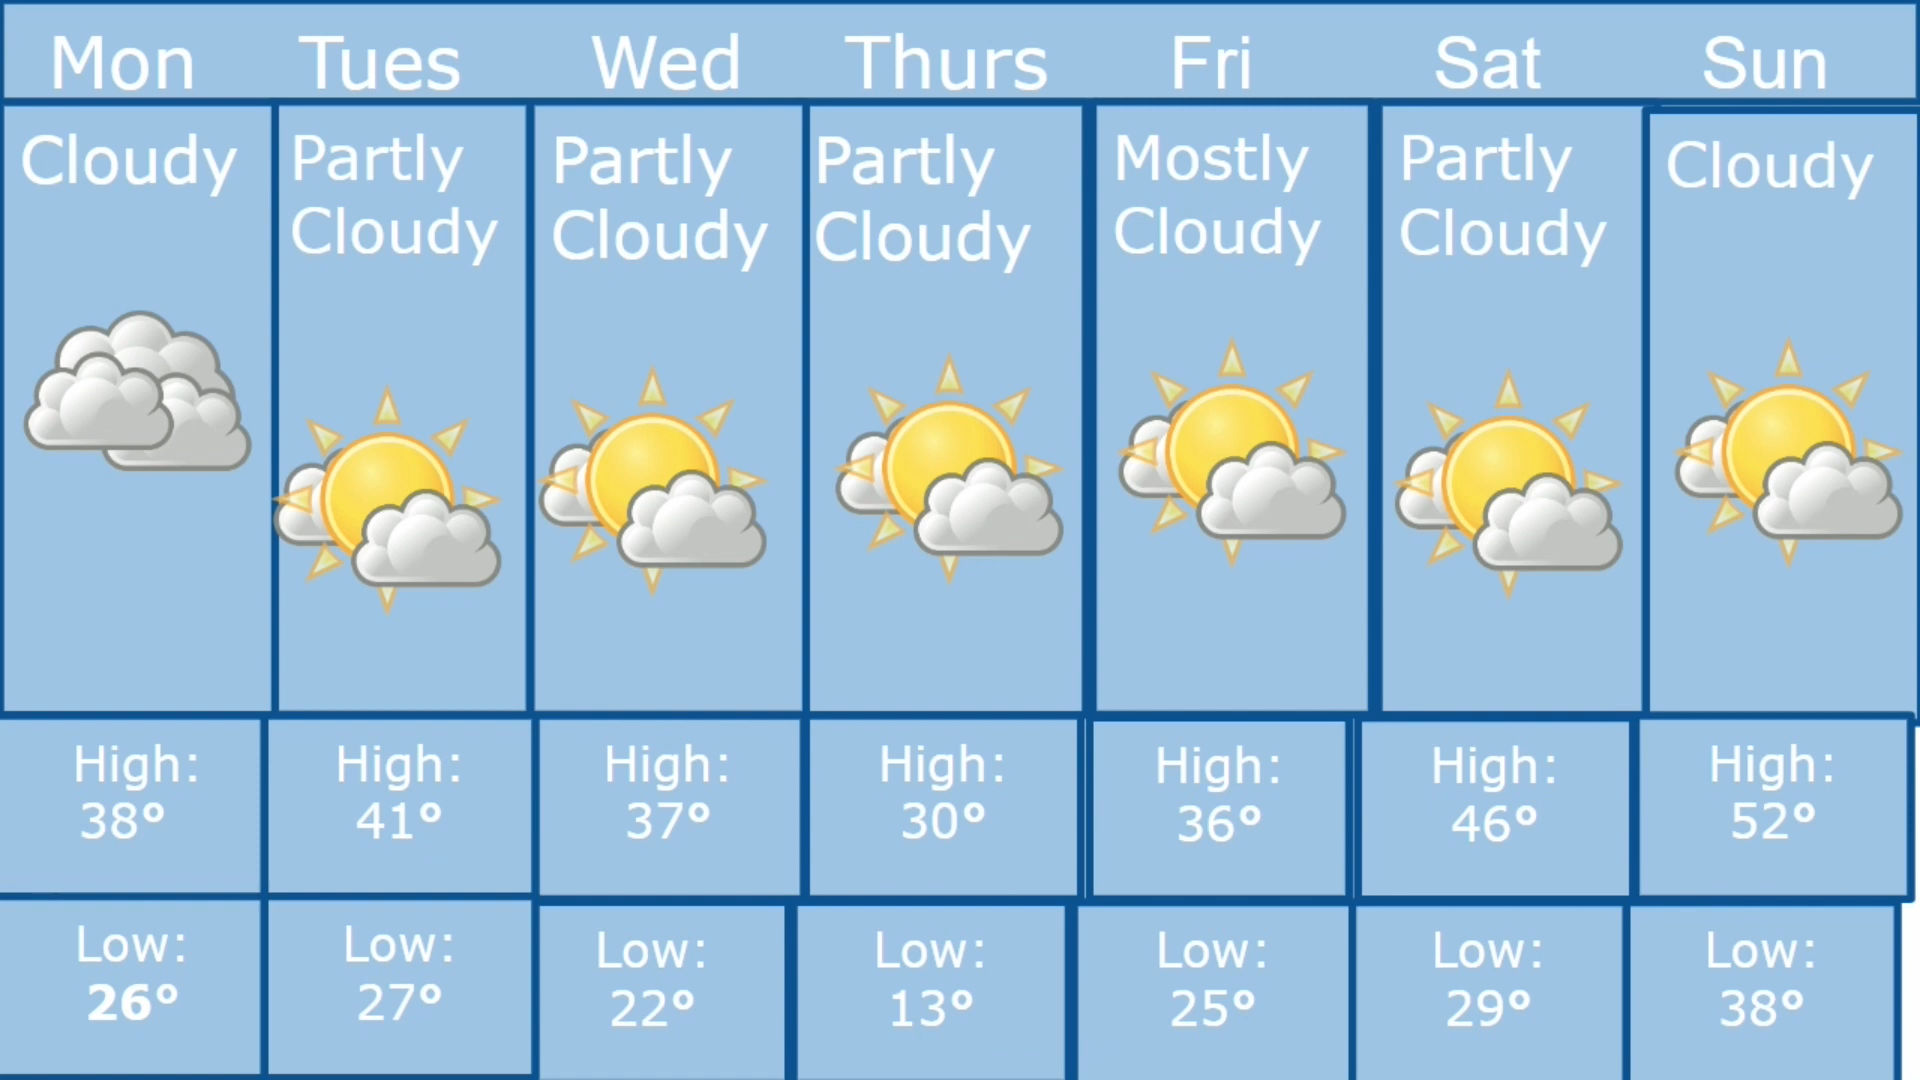 Mon Tues Wed Thurs Fri Sat Sun
Cloudy
Partly
Cloudy
Partly
Cloudy
Partly
Cloudy
Mostly
Cloudy
Partly
Cloudy
Cloudy
High: High: High: High: High: High: High:
38° 41° 37° 30° 36° 46° 52°
Low: Low: Low: Low: Low: Low: Low:
26° 27° 22° 13° 25° 29° 38°